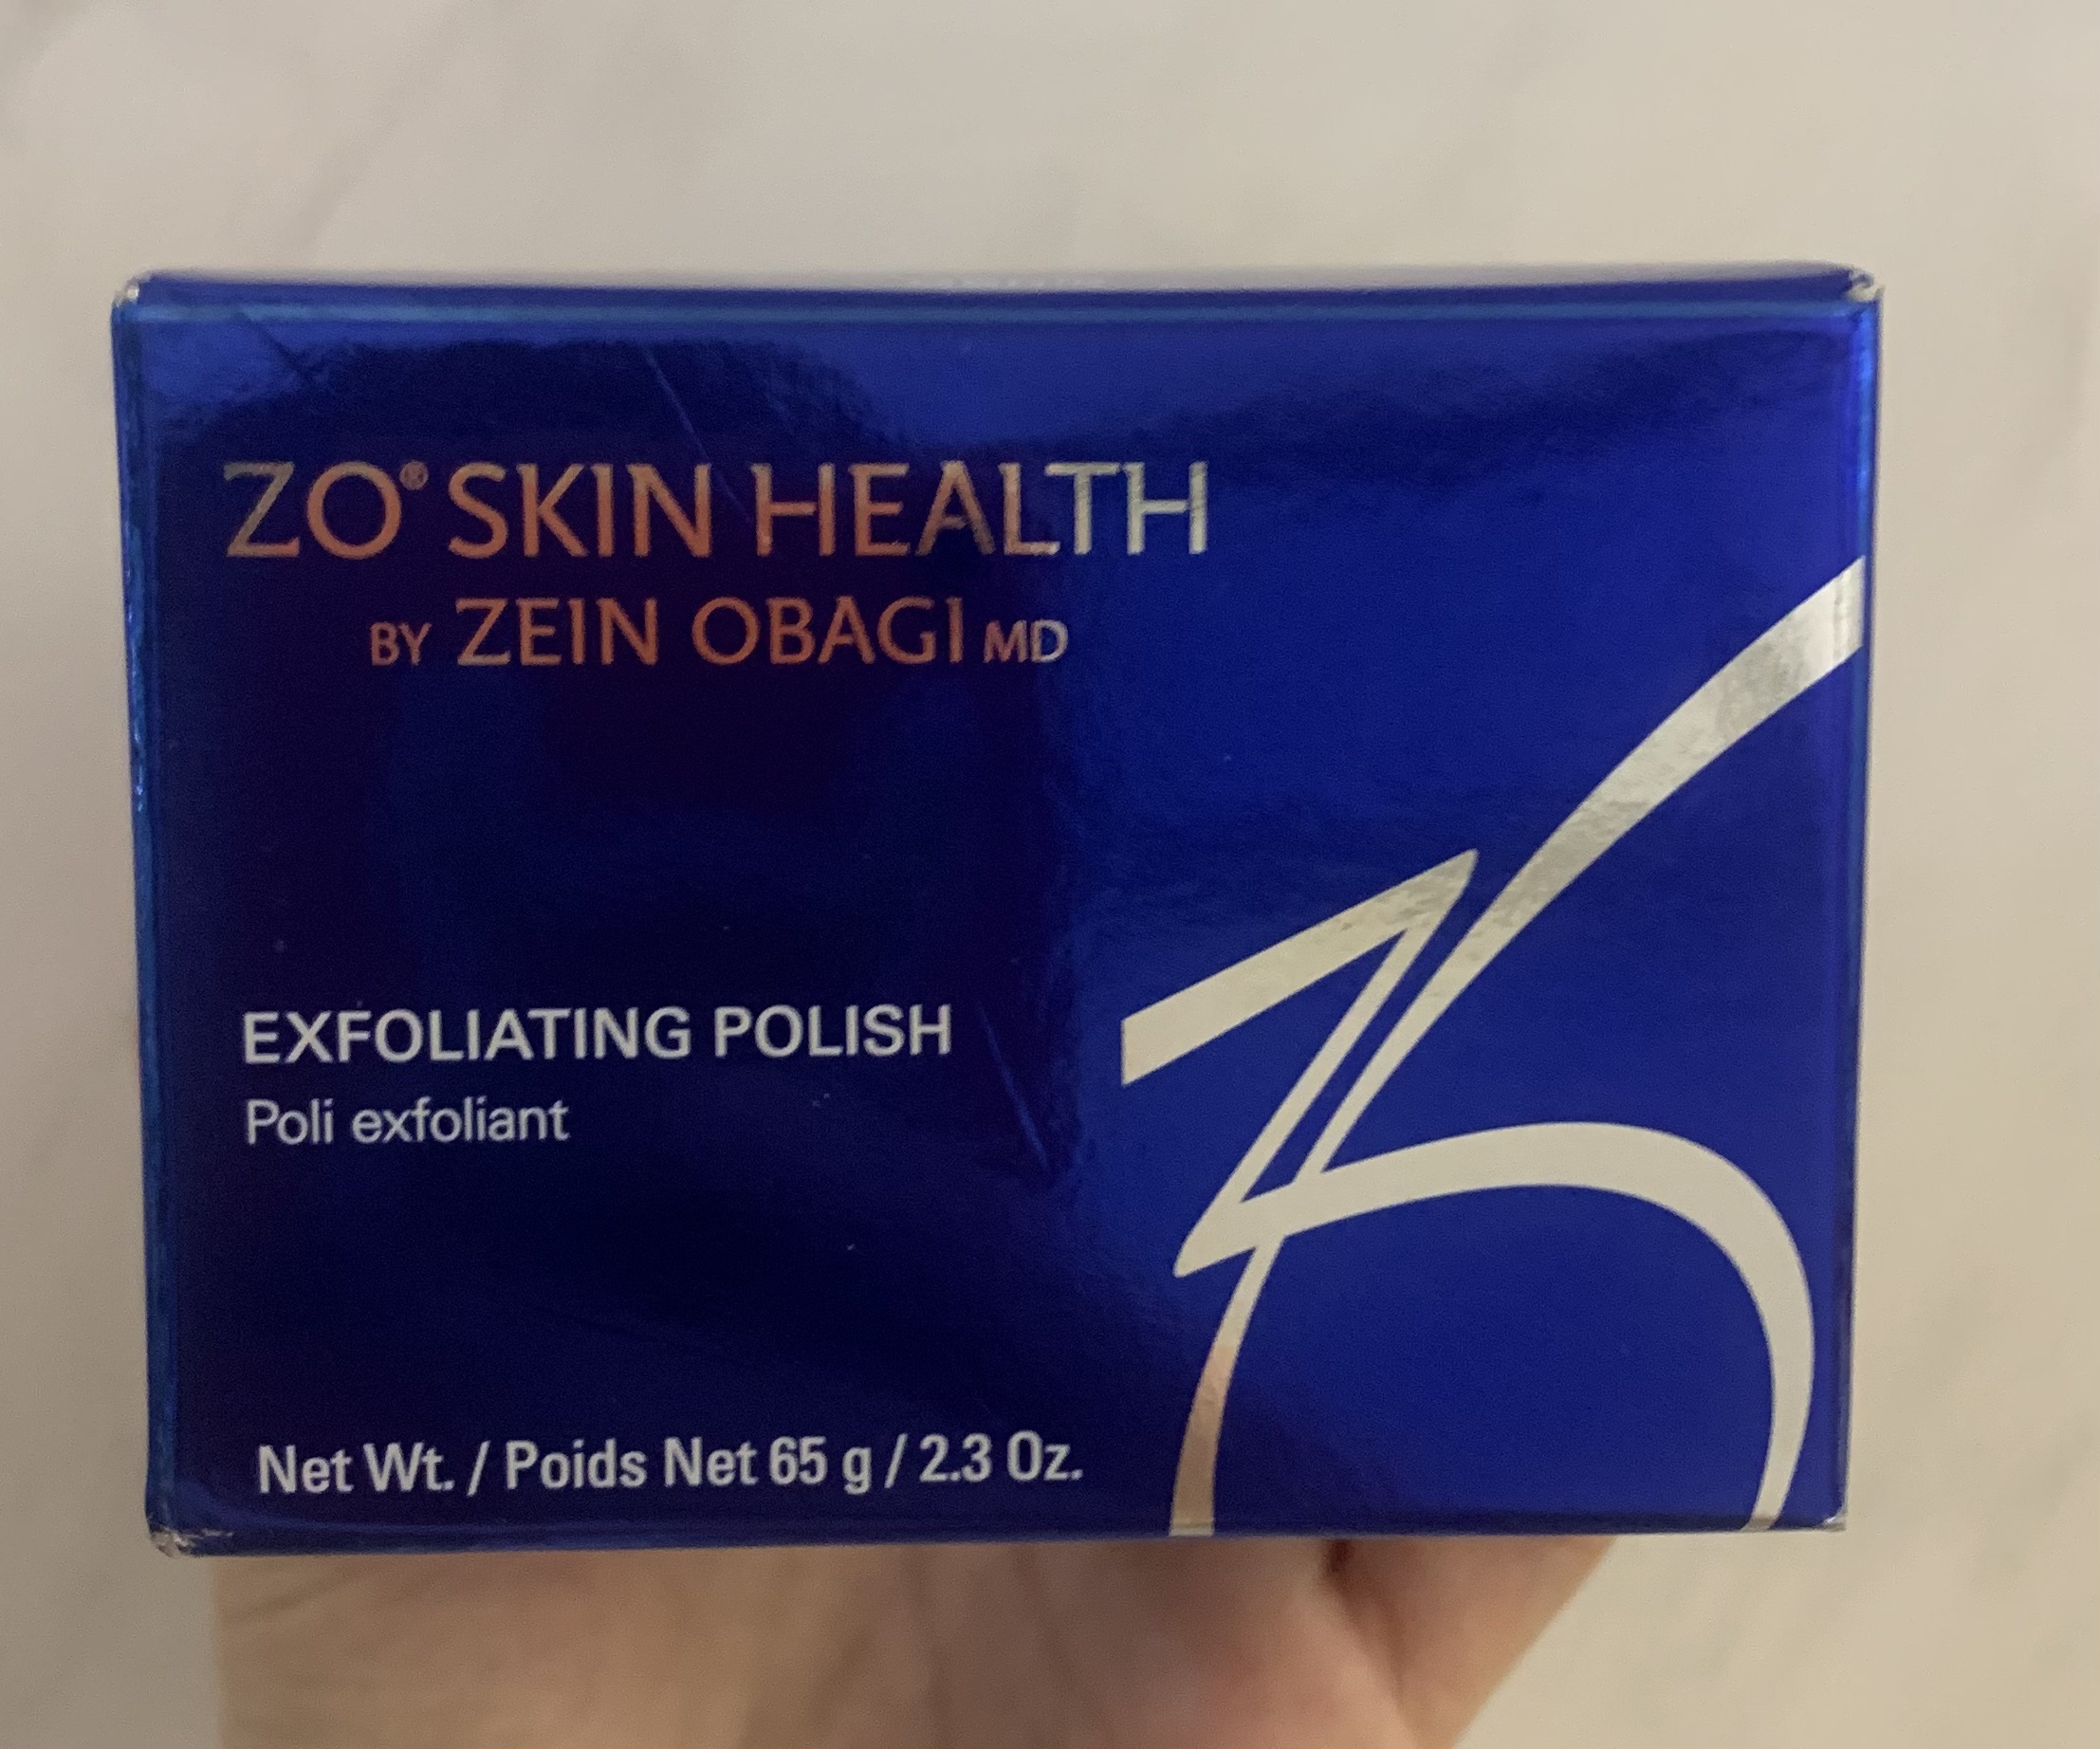 ZO® SKIN HEALTH
BY ZEIN OBAGI MD
EXFOLIATING POLISH
Poli exfoliant
Net Wt. / Poids Net 65 g / 2.3 Oz.